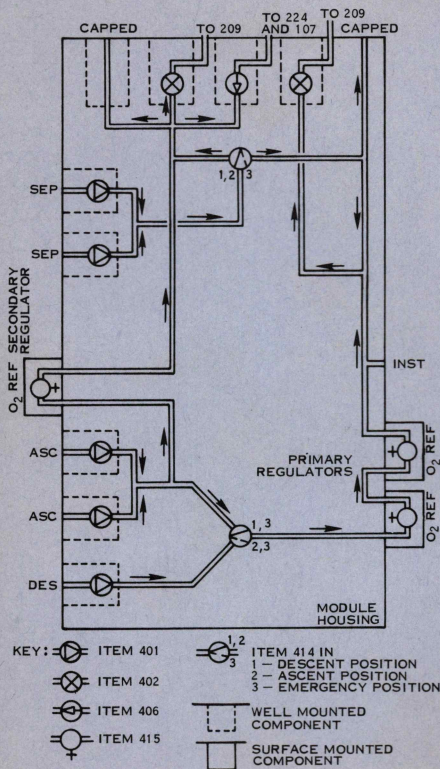 CAPPED
TO 209
TO 224
AND 107
TO 209
CAPPED
1,2
3
SEP
SEP
O2 REF SECONDARY
REGULATOR
INST
ASC
PRIMARY
REGULATORS
O2 REF
ASC
1,3
2,3
O2 REF
DES
MODULE
HOUSING
KEY:
ITEM 401
ITEM 402
ITEM 406
ITEM 415
1,2
3
ITEM 414 IN
1 — DESCENT POSITION
2 — ASCENT POSITION
3 — EMERGENCY POSITION
WELL MOUNTED
COMPONENT
SURFACE MOUNTED
COMPONENT